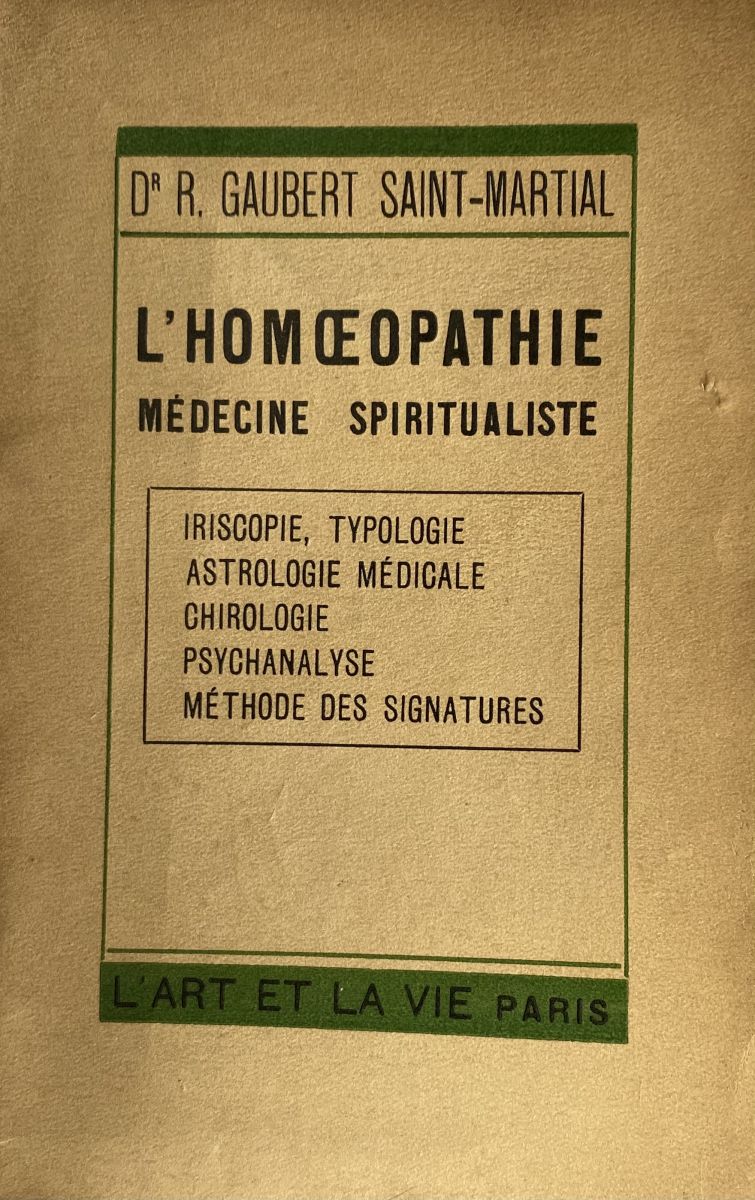 Dʀ R. GAUBERT SAINT-MARTIAL
L'HOMŒOPATHIE
MÉDECINE SPIRITUALISTE
IRISCOPIE, TYPOLOGIE
ASTROLOGIE MÉDICALE
CHIROLOGIE
PSYCHANALYSE
MÉTHODE DES SIGNATURES
L'ART ET LA VIE PARIS